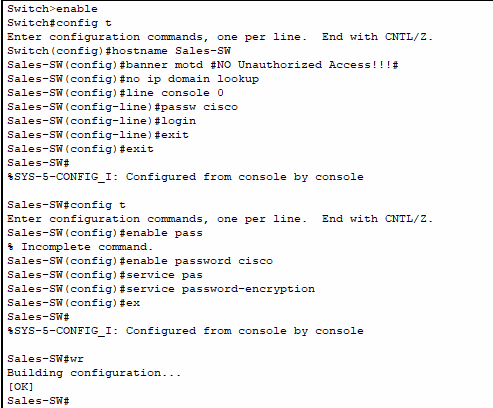 Switch>enable
Switch#config t
Enter configuration commands, one per line.  End with CNTL/Z.
Switch(config)#hostname Sales-SW
Sales-SW(config)#banner motd #NO Unauthorized Access!!!#
Sales-SW(config)#no ip domain lookup
Sales-SW(config)#line console 0
Sales-SW(config-line)#passw cisco
Sales-SW(config-line)#login
Sales-SW(config-line)#exit
Sales-SW(config)#exit
Sales-SW#
%SYS-5-CONFIG_I: Configured from console by console
Sales-SW#config t
Enter configuration commands, one per line.  End with CNTL/Z.
Sales-SW(config)#enable pass
% Incomplete command.
Sales-SW(config)#enable password cisco
Sales-SW(config)#service pas
Sales-SW(config)#service password-encryption
Sales-SW(config)#ex
Sales-SW#
%SYS-5-CONFIG_I: Configured from console by console
Sales-SW#wr
Building configuration...
[OK]
Sales-SW#